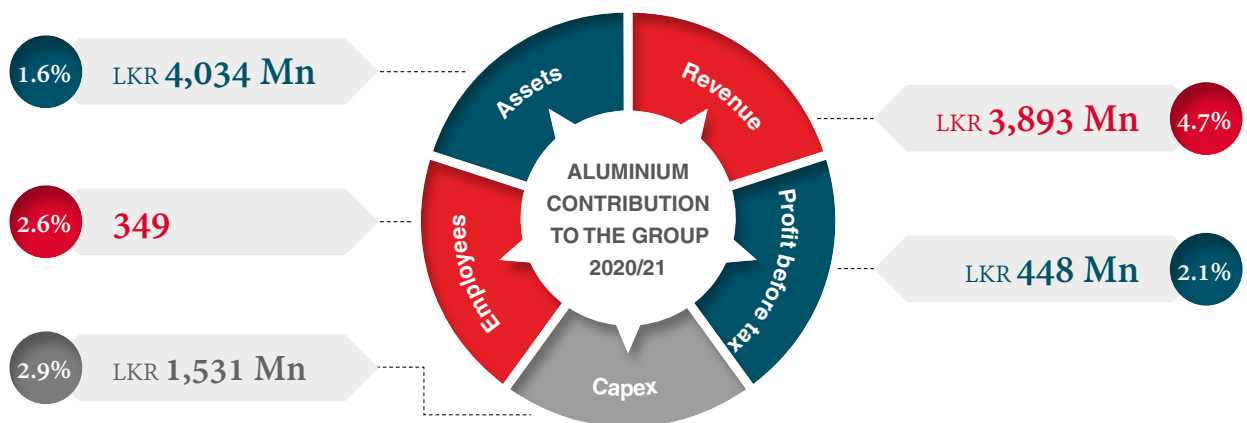 1.6%
LKR 4,034 Mn
2.6%
349
2.9%
LKR 1,531 Mn
Assets
Revenue
Employees
Profit before tax
Capex
ALUMINIUM
CONTRIBUTION
TO THE GROUP
2020/21
LKR 3,893 Mn
4.7%
LKR 448 Mn
2.1%